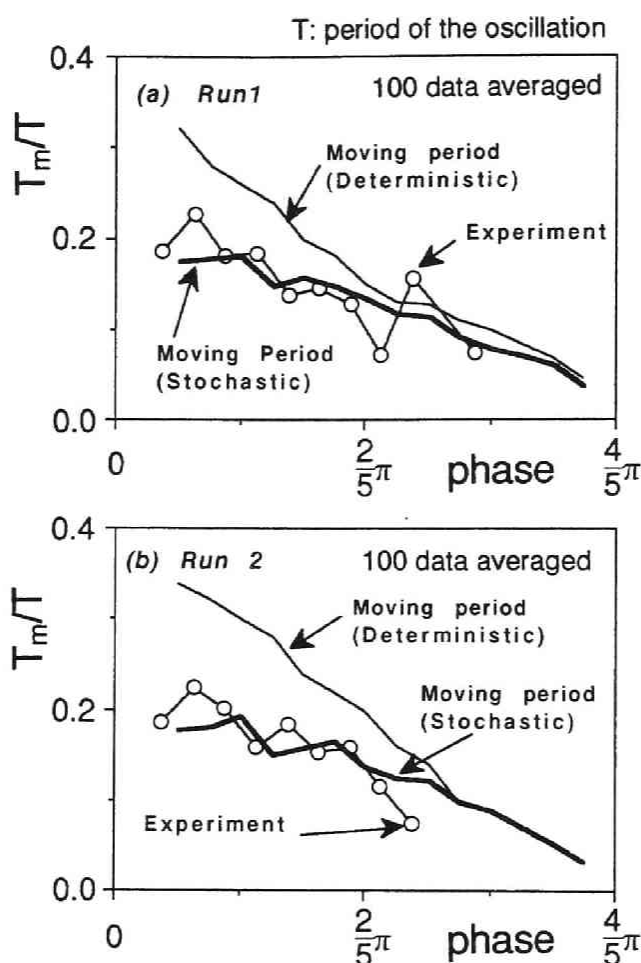 T: period of the oscillation
0.4
(a) Run1
100 data averaged
Tm/T
Moving period
(Deterministic)
0.2
Experiment
Moving Period
(Stochastic)
0.0
0
2/5π
phase
4/5π
0.4
(b) Run 2
100 data averaged
Tm/T
Moving period
(Deterministic)
0.2
Moving period
(Stochastic)
Experiment
0.0
0
2/5π
phase
4/5π